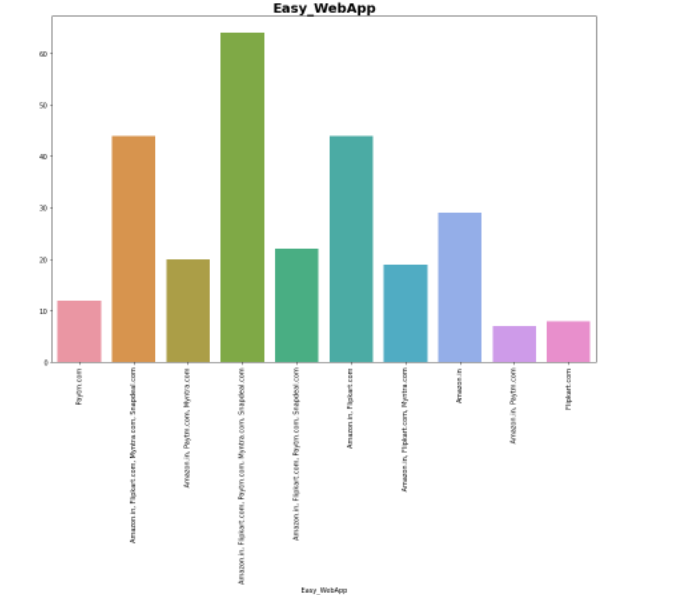 Easy_WebApp
60
50
40
30
20
10
0
Paytm.com
Amazon.in, Flipkart.com, Myntra.com, Snapdeal.com
Amazon.in, Paytm.com, Myntra.com
Amazon.in, Flipkart.com, Paytm.com, Myntra.com, Snapdeal.com
Amazon.in, Flipkart.com, Paytm.com, Snapdeal.com
Amazon.in, Flipkart.com
Amazon.in, Flipkart.com, Myntra.com
Amazon.in
Amazon.in, Paytm.com
Flipkart.com
Easy_WebApp